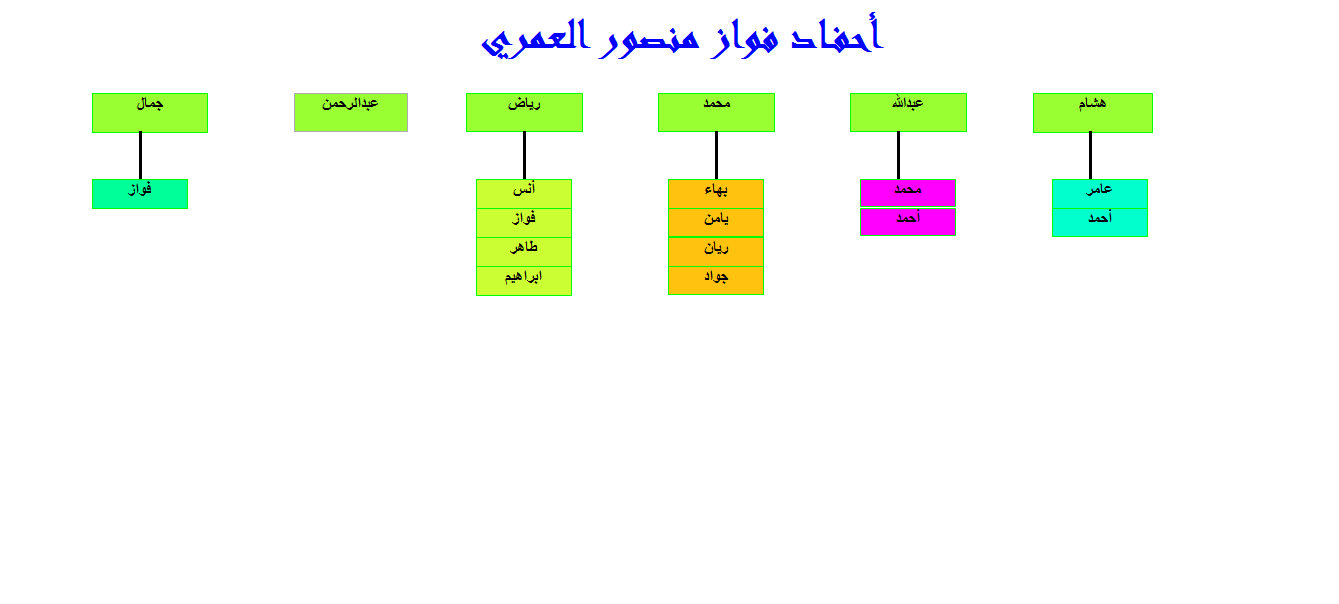 أحفاد فواز منصور العمري
هشام
عبدالله
محمد
رياض
عبدالرحمن
جمال
عامر
أحمد
محمد
أحمد
بهاء
يامن
ريان
جواد
أنس
فواز
طاهر
ابراهيم
فواز